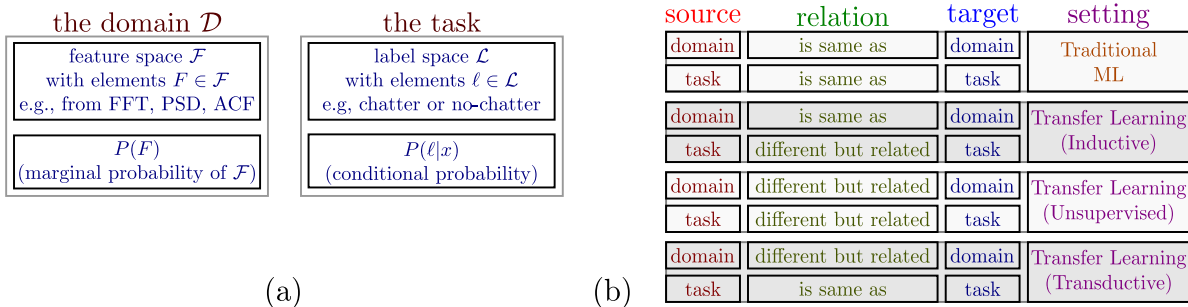 the domain 𝒟
feature space ℱ
with elements F ∈ ℱ
e.g., from FFT, PSD, ACF
P(F)
(marginal probability of ℱ)
the task
label space ℒ
with elements ℓ ∈ ℒ
e.g, chatter or no-chatter
P(ℓ|x)
(conditional probability)
(a)
(b)
source relation target setting
domain is same as domain Traditional
task is same as task ML
domain is same as domain Transfer Learning
task different but related task (Inductive)
domain different but related domain Transfer Learning
task different but related task (Unsupervised)
domain different but related domain Transfer Learning
task is same as task (Transductive)